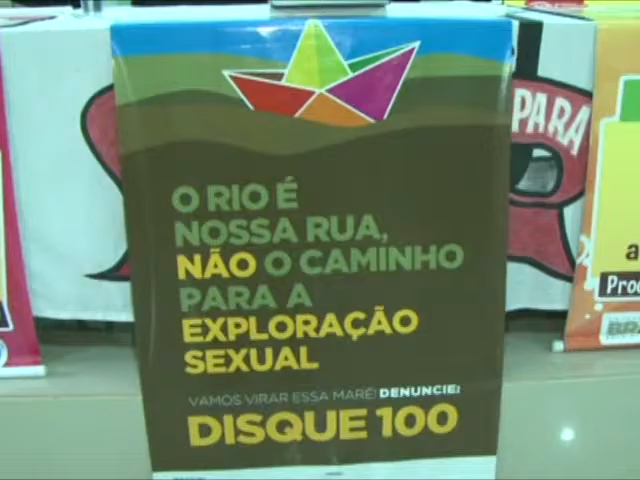 O RIO É
NOSSA RUA,
NÃO O CAMINHO
PARA A
EXPLORAÇÃO
SEXUAL
VAMOS VIRAR ESSA MARÉ! DENUNCIE:
DISQUE 100
PARA